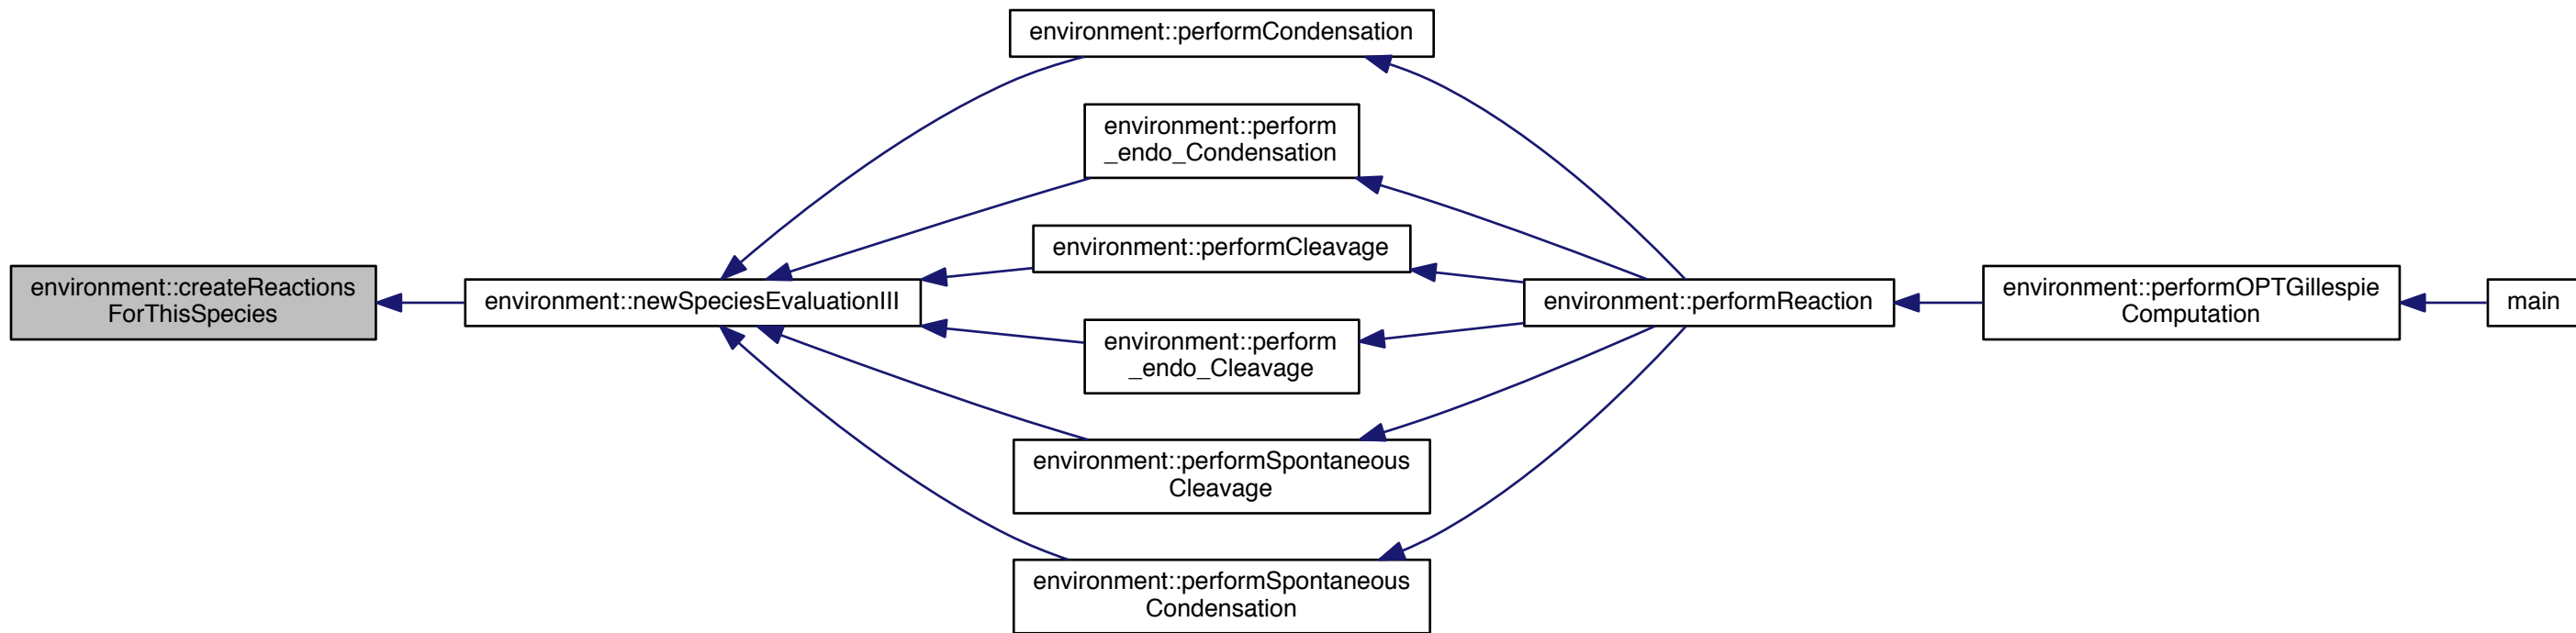 environment::createReactions
ForThisSpecies
environment::newSpeciesEvaluationIII
environment::performCondensation
environment::perform
_endo_Condensation
environment::performCleavage
environment::perform
_endo_Cleavage
environment::performSpontaneous
Cleavage
environment::performSpontaneous
Condensation
environment::performReaction
environment::performOPTGillespie
Computation
main